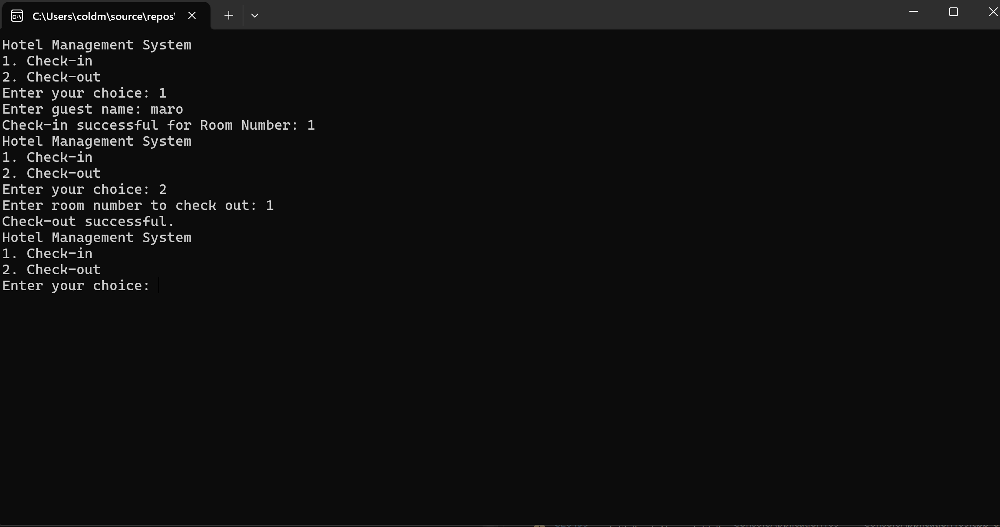 C:\Users\coldm\source\repos\
Hotel Management System
1. Check-in
2. Check-out
Enter your choice: 1
Enter guest name: maro
Check-in successful for Room Number: 1
Hotel Management System
1. Check-in
2. Check-out
Enter your choice: 2
Enter room number to check out: 1
Check-out successful.
Hotel Management System
1. Check-in
2. Check-out
Enter your choice: